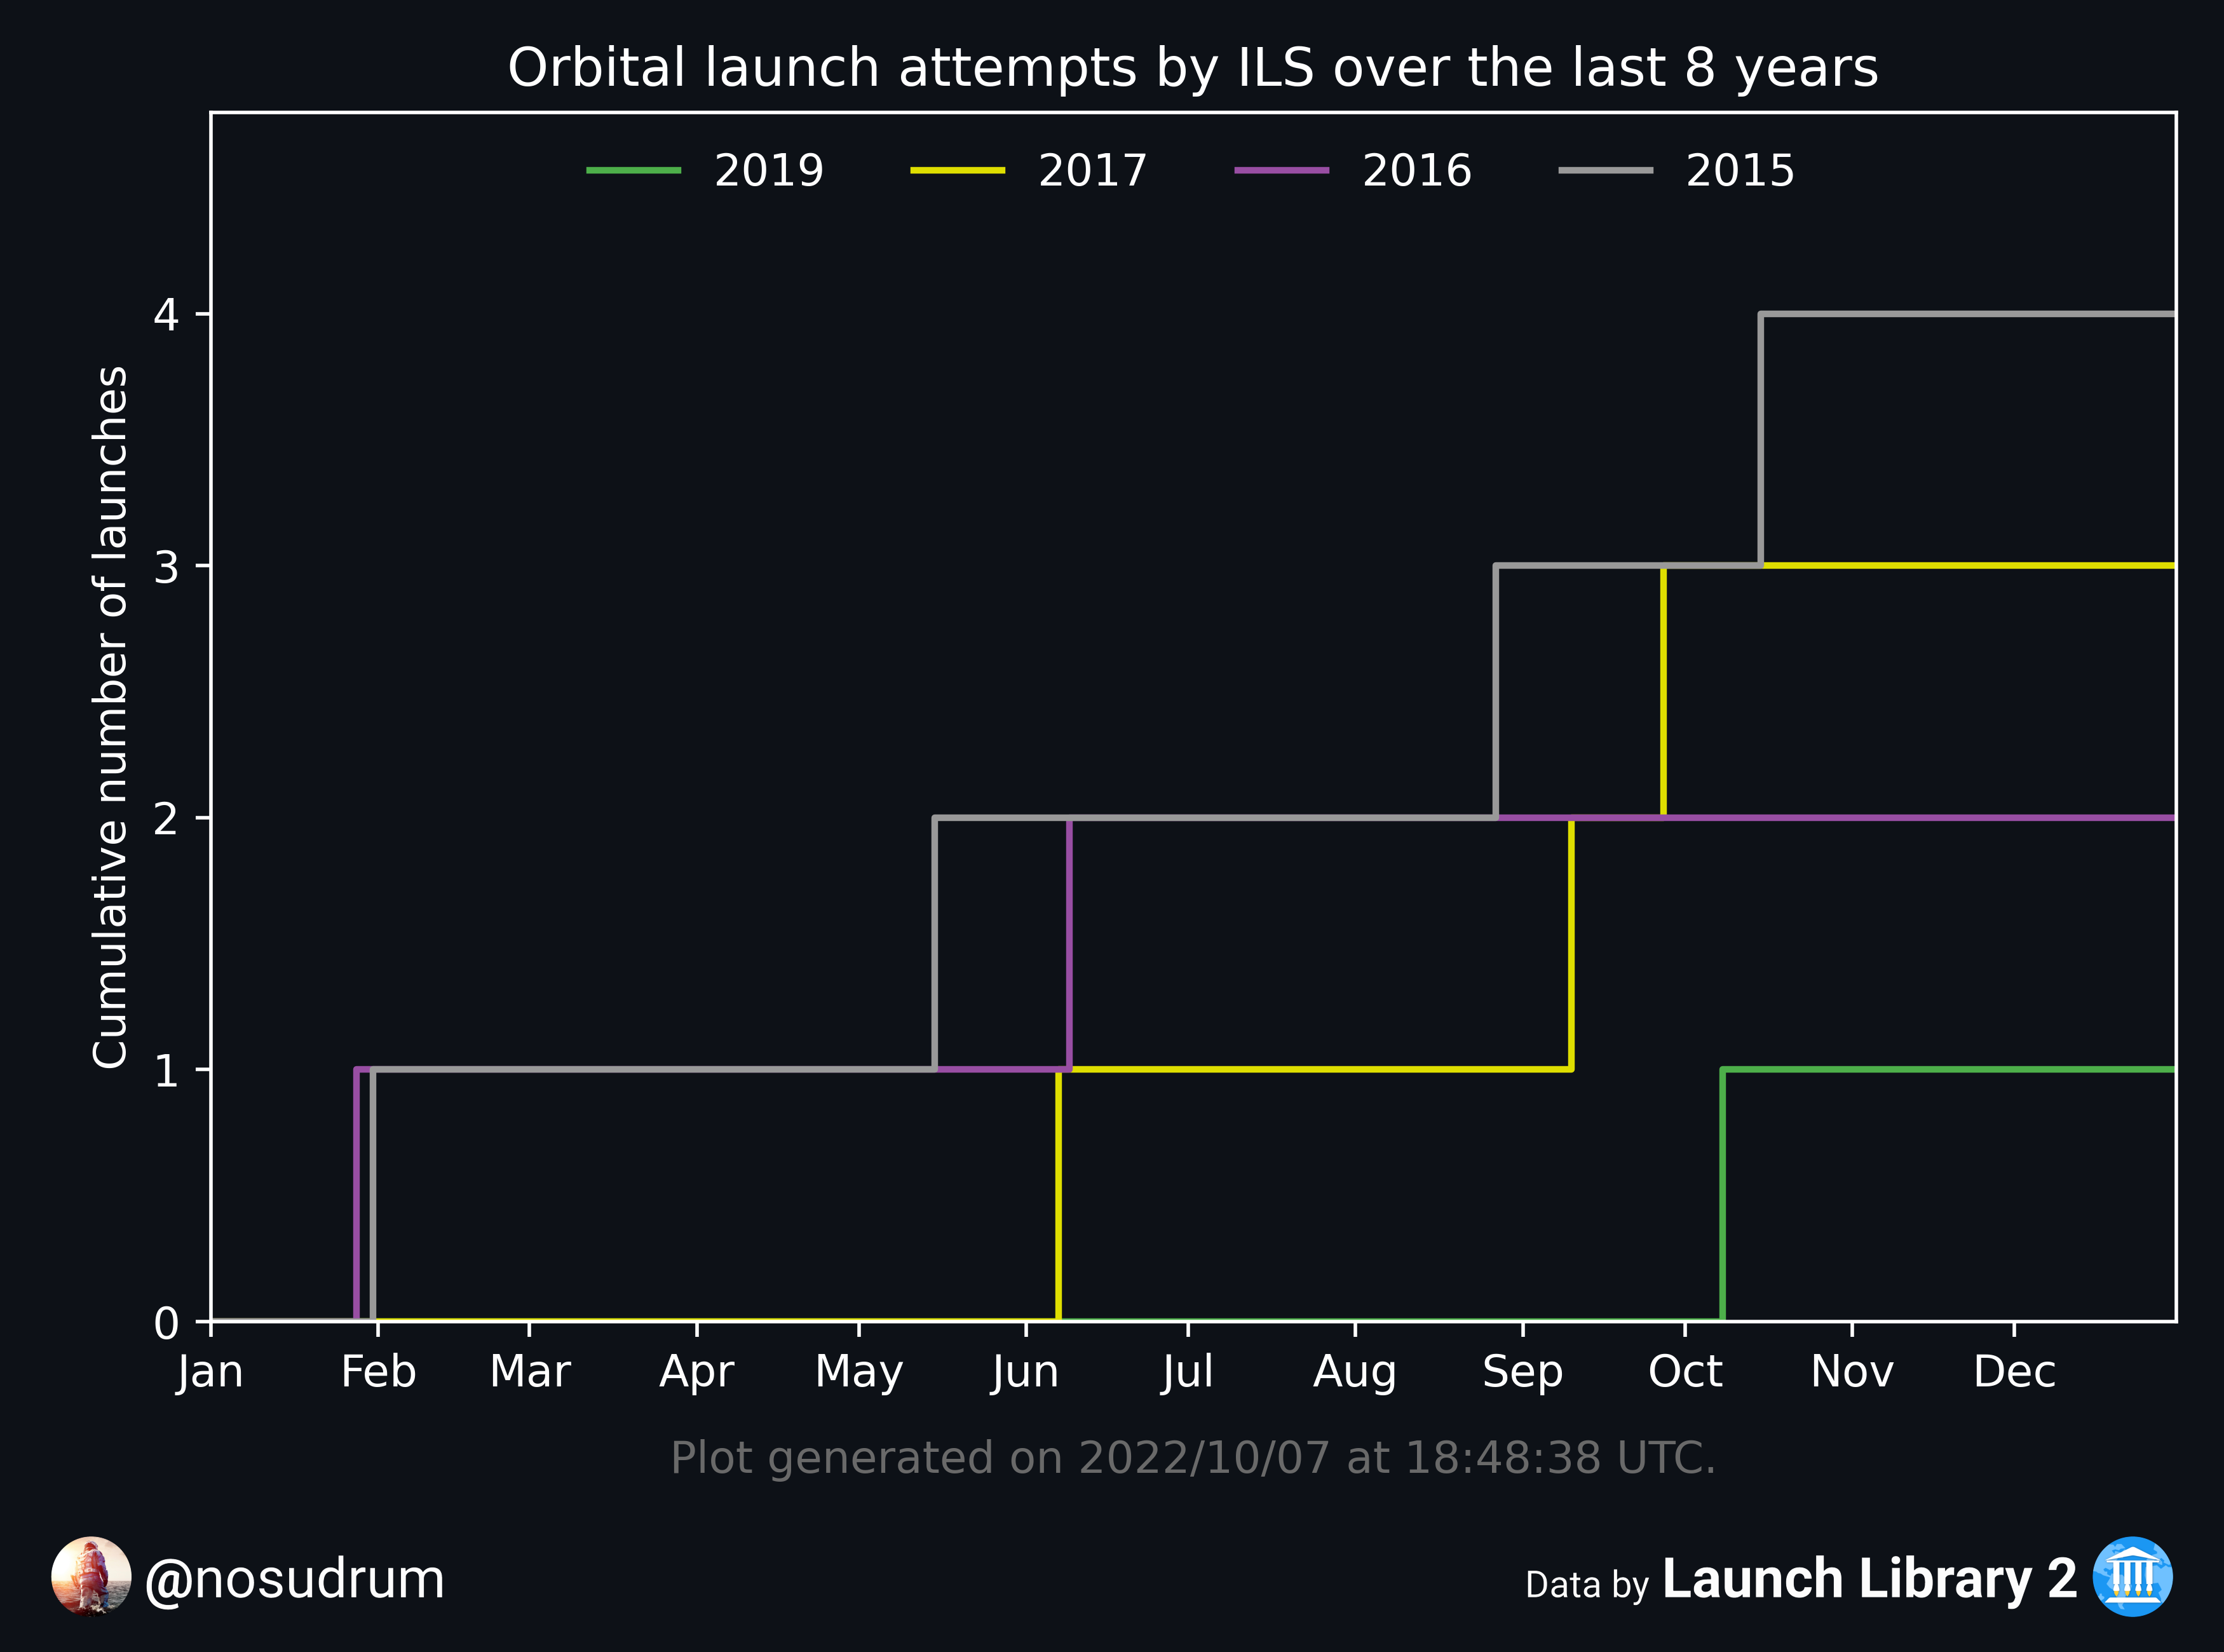 Orbital launch attempts by ILS over the last 8 years
2019 2017 2016 2015
Cumulative number of launches
4
3
2
1
0
Jan Feb Mar Apr May Jun Jul Aug Sep Oct Nov Dec
Plot generated on 2022/10/07 at 18:48:38 UTC.
@nosudrum
Data by Launch Library 2